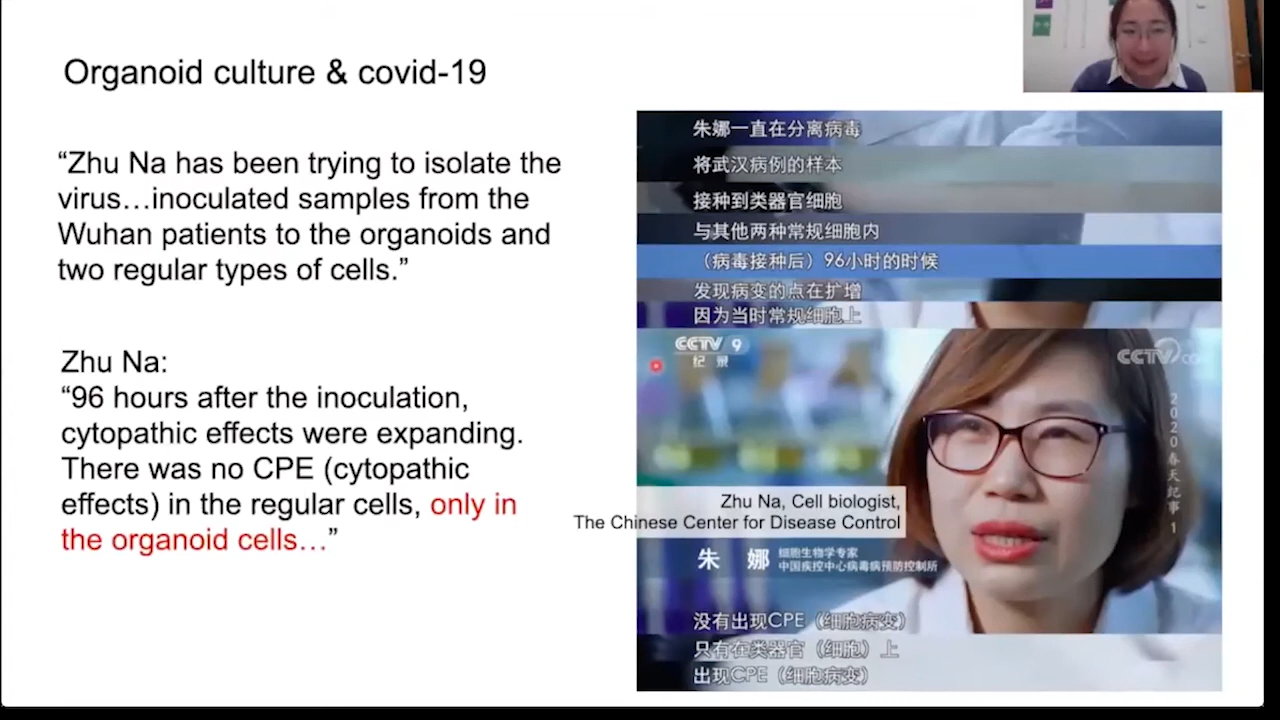 Organoid culture & covid-19
“Zhu Na has been trying to isolate the
virus…inoculated samples from the
Wuhan patients to the organoids and
two regular types of cells.”
Zhu Na:
“96 hours after the inoculation,
cytopathic effects were expanding.
There was no CPE (cytopathic
effects) in the regular cells, only in
the organoid cells…”
朱娜一直在分离病毒
将武汉病例的样本
接种到类器官细胞
与其他两种常规细胞内
（病毒接种后）96小时的时候
发现病变的点在扩增
因为当时常规细胞上
CCTV 9
纪 录
CCTV
2020春天纪事1
Zhu Na, Cell biologist,
The Chinese Center for Disease Control
朱 娜
细胞生物学专家
中国疾控中心病毒病预防控制所
没有出现CPE（细胞病变）
只有在类器官（细胞）上
出现CPE（细胞病变）